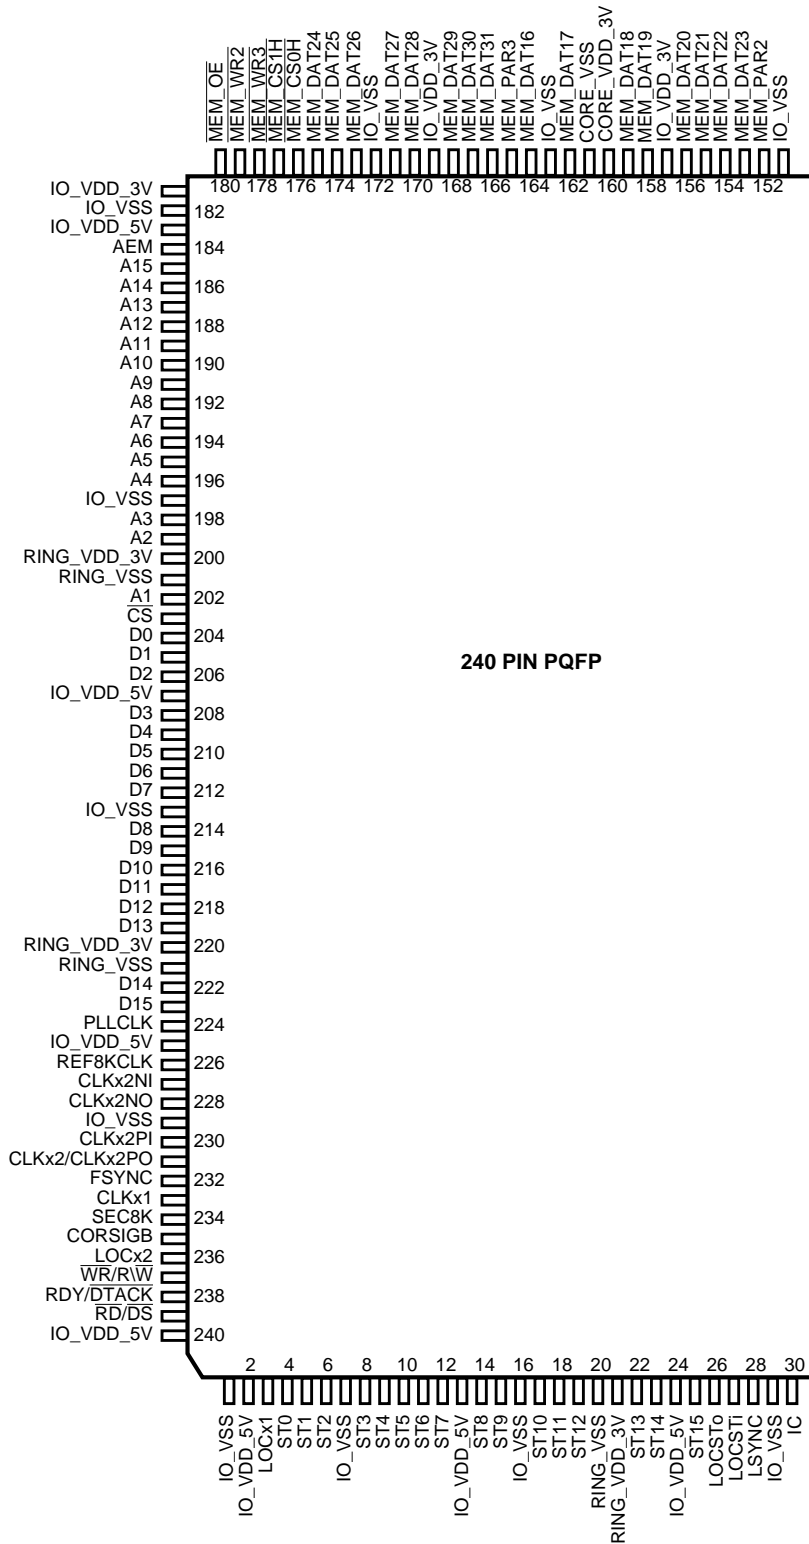 MEM_OE
MEM_WR2
MEM_WR3
MEM_CS1H
MEM_CS0H
MEM_DAT24
MEM_DAT25
MEM_DAT26
IO_VSS
MEM_DAT27
MEM_DAT28
IO_VDD_3V
MEM_DAT29
MEM_DAT30
MEM_DAT31
MEM_PAR3
MEM_DAT16
IO_VSS
MEM_DAT17
CORE_VSS
CORE_VDD_3V
MEM_DAT18
MEM_DAT19
IO_VDD_3V
MEM_DAT20
MEM_DAT21
MEM_DAT22
MEM_DAT23
MEM_PAR2
IO_VSS
180 178 176 174 172 170 168 166 164 162 160 158 156 154 152
IO_VDD_3V
IO_VSS 182
IO_VDD_5V
AEM 184
A15
A14 186
A13
A12 188
A11
A10 190
A9
A8 192
A7
A6 194
A5
A4 196
IO_VSS
A3 198
A2
RING_VDD_3V 200
RING_VSS
A1 202
CS
D0 204
D1
D2 206
IO_VDD_5V
D3 208
D4
D5 210
D6
D7 212
IO_VSS
D8 214
D9
D10 216
D11
D12 218
D13
RING_VDD_3V 220
RING_VSS
D14 222
D15
PLLCLK 224
IO_VDD_5V
REF8KCLK 226
CLKx2NI
CLKx2NO 228
IO_VSS
CLKx2PI 230
CLKx2/CLKx2PO
FSYNC 232
CLKx1
SEC8K 234
CORSIGB
LOCx2 236
WR/R\W
RDY/DTACK 238
RD/DS
IO_VDD_5V 240
240 PIN PQFP
2 4 6 8 10 12 14 16 18 20 22 24 26 28 30
IO_VSS
IO_VDD_5V
LOCx1
ST0
ST1
ST2
IO_VSS
ST3
ST4
ST5
ST6
ST7
IO_VDD_5V
ST8
ST9
IO_VSS
ST10
ST11
ST12
RING_VSS
RING_VDD_3V
ST13
ST14
IO_VDD_5V
ST15
LOCSTo
LOCSTi
LSYNC
IO_VSS
IC